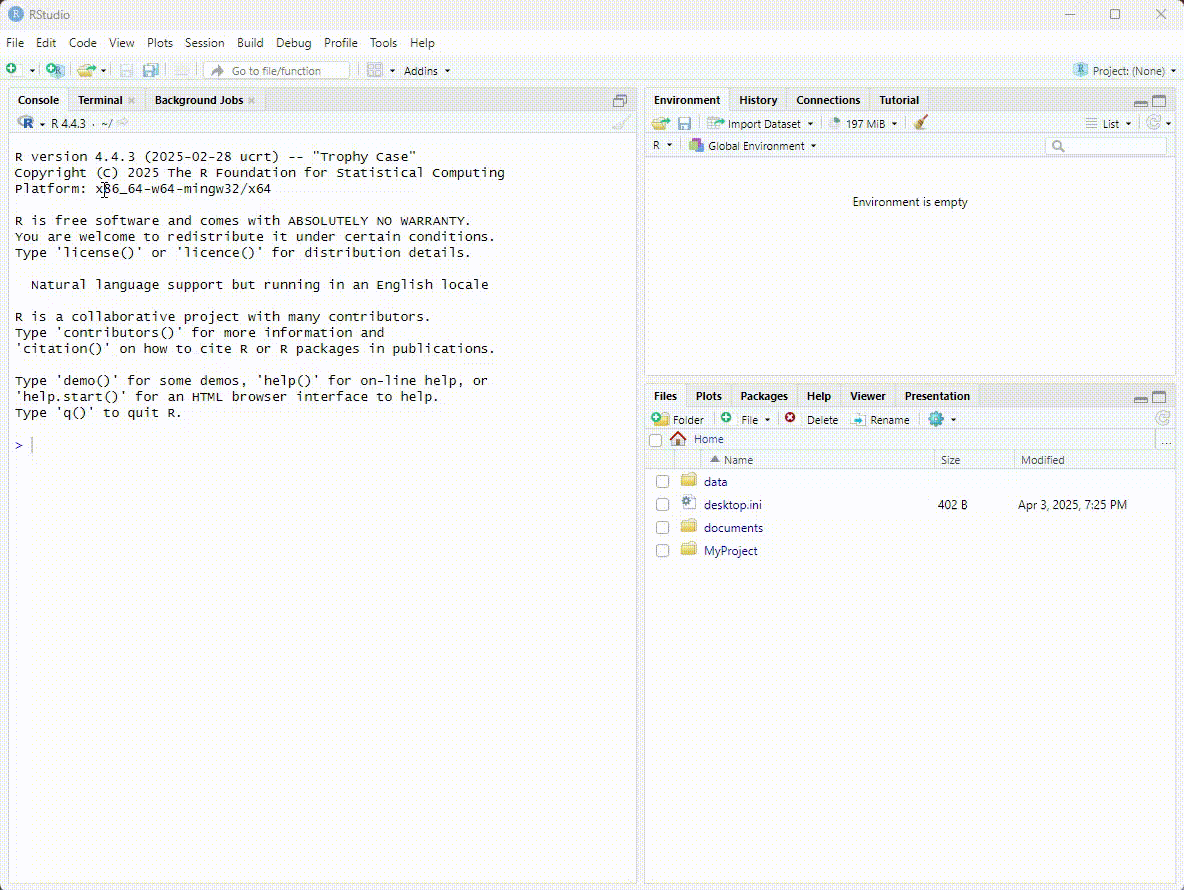 RStudio
File Edit Code View Plots Session Build Debug Profile Tools Help
Go to file/function Addins Project: (None)
Console Terminal Background Jobs
R 4.4.3 · ~/
R version 4.4.3 (2025-02-28 ucrt) -- "Trophy Case"
Copyright (C) 2025 The R Foundation for Statistical Computing
Platform: x86_64-w64-mingw32/x64
R is free software and comes with ABSOLUTELY NO WARRANTY.
You are welcome to redistribute it under certain conditions.
Type 'license()' or 'licence()' for distribution details.
Natural language support but running in an English locale
R is a collaborative project with many contributors.
Type 'contributors()' for more information and
'citation()' on how to cite R or R packages in publications.
Type 'demo()' for some demos, 'help()' for on-line help, or
'help.start()' for an HTML browser interface to help.
Type 'q()' to quit R.
>
Environment History Connections Tutorial
Import Dataset 197 MiB List
R Global Environment
Environment is empty
Files Plots Packages Help Viewer Presentation
Folder File Delete Rename
Home ...
Name Size Modified
data
desktop.ini 402 B Apr 3, 2025, 7:25 PM
documents
MyProject